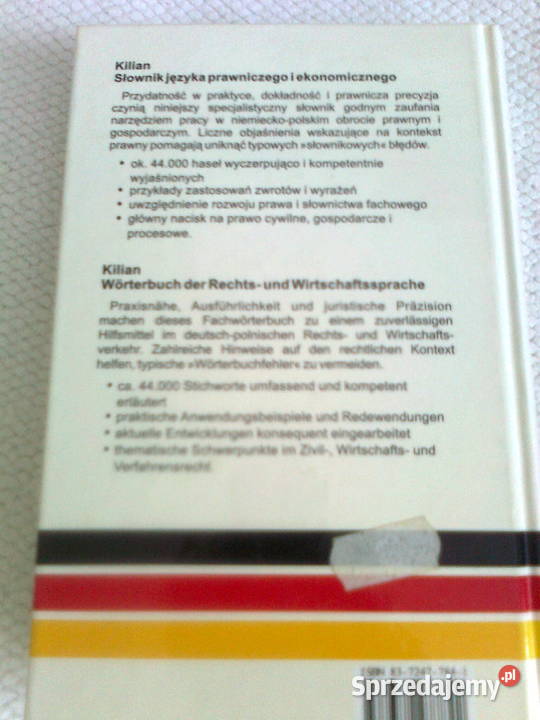 Kilian
Słownik języka prawniczego i ekonomicznego
Przydatność w praktyce, dokładność i prawnicza precyzja
czynią niniejszy specjalistyczny słownik godnym zaufania
narzędziem pracy w niemiecko-polskim obrocie prawnym i
gospodarczym. Liczne objaśnienia wskazujące na kontekst
prawny pomagają uniknąć typowych »słownikowych« błędów.
• ok. 44.000 haseł wyczerpująco i kompetentnie
wyjaśnionych
• przykłady zastosowań zwrotów i wyrażeń
• uwzględnienie rozwoju prawa i słownictwa fachowego
• główny nacisk na prawo cywilne, gospodarcze i
procesowe.
Kilian
Wörterbuch der Rechts- und Wirtschaftssprache
Praxisnähe, Ausführlichkeit und juristische Präzision
machen dieses Fachwörterbuch zu einem zuverlässigen
Hilfsmittel im deutsch-polnischen Rechts- und Wirtschafts-
verkehr. Zahlreiche Hinweise auf den rechtlichen Kontext
helfen, typische »Wörterbuchfehler« zu vermeiden.
• ca. 44.000 Stichworte umfassend und kompetent
erläutert
• praktische Anwendungsbeispiele und Redewendungen
• aktuelle Entwicklungen konsequent eingearbeitet
• thematische Schwerpunkte im Zivil-, Wirtschafts- und
Verfahrensrecht.
ISBN
Sprzedajemy.pl